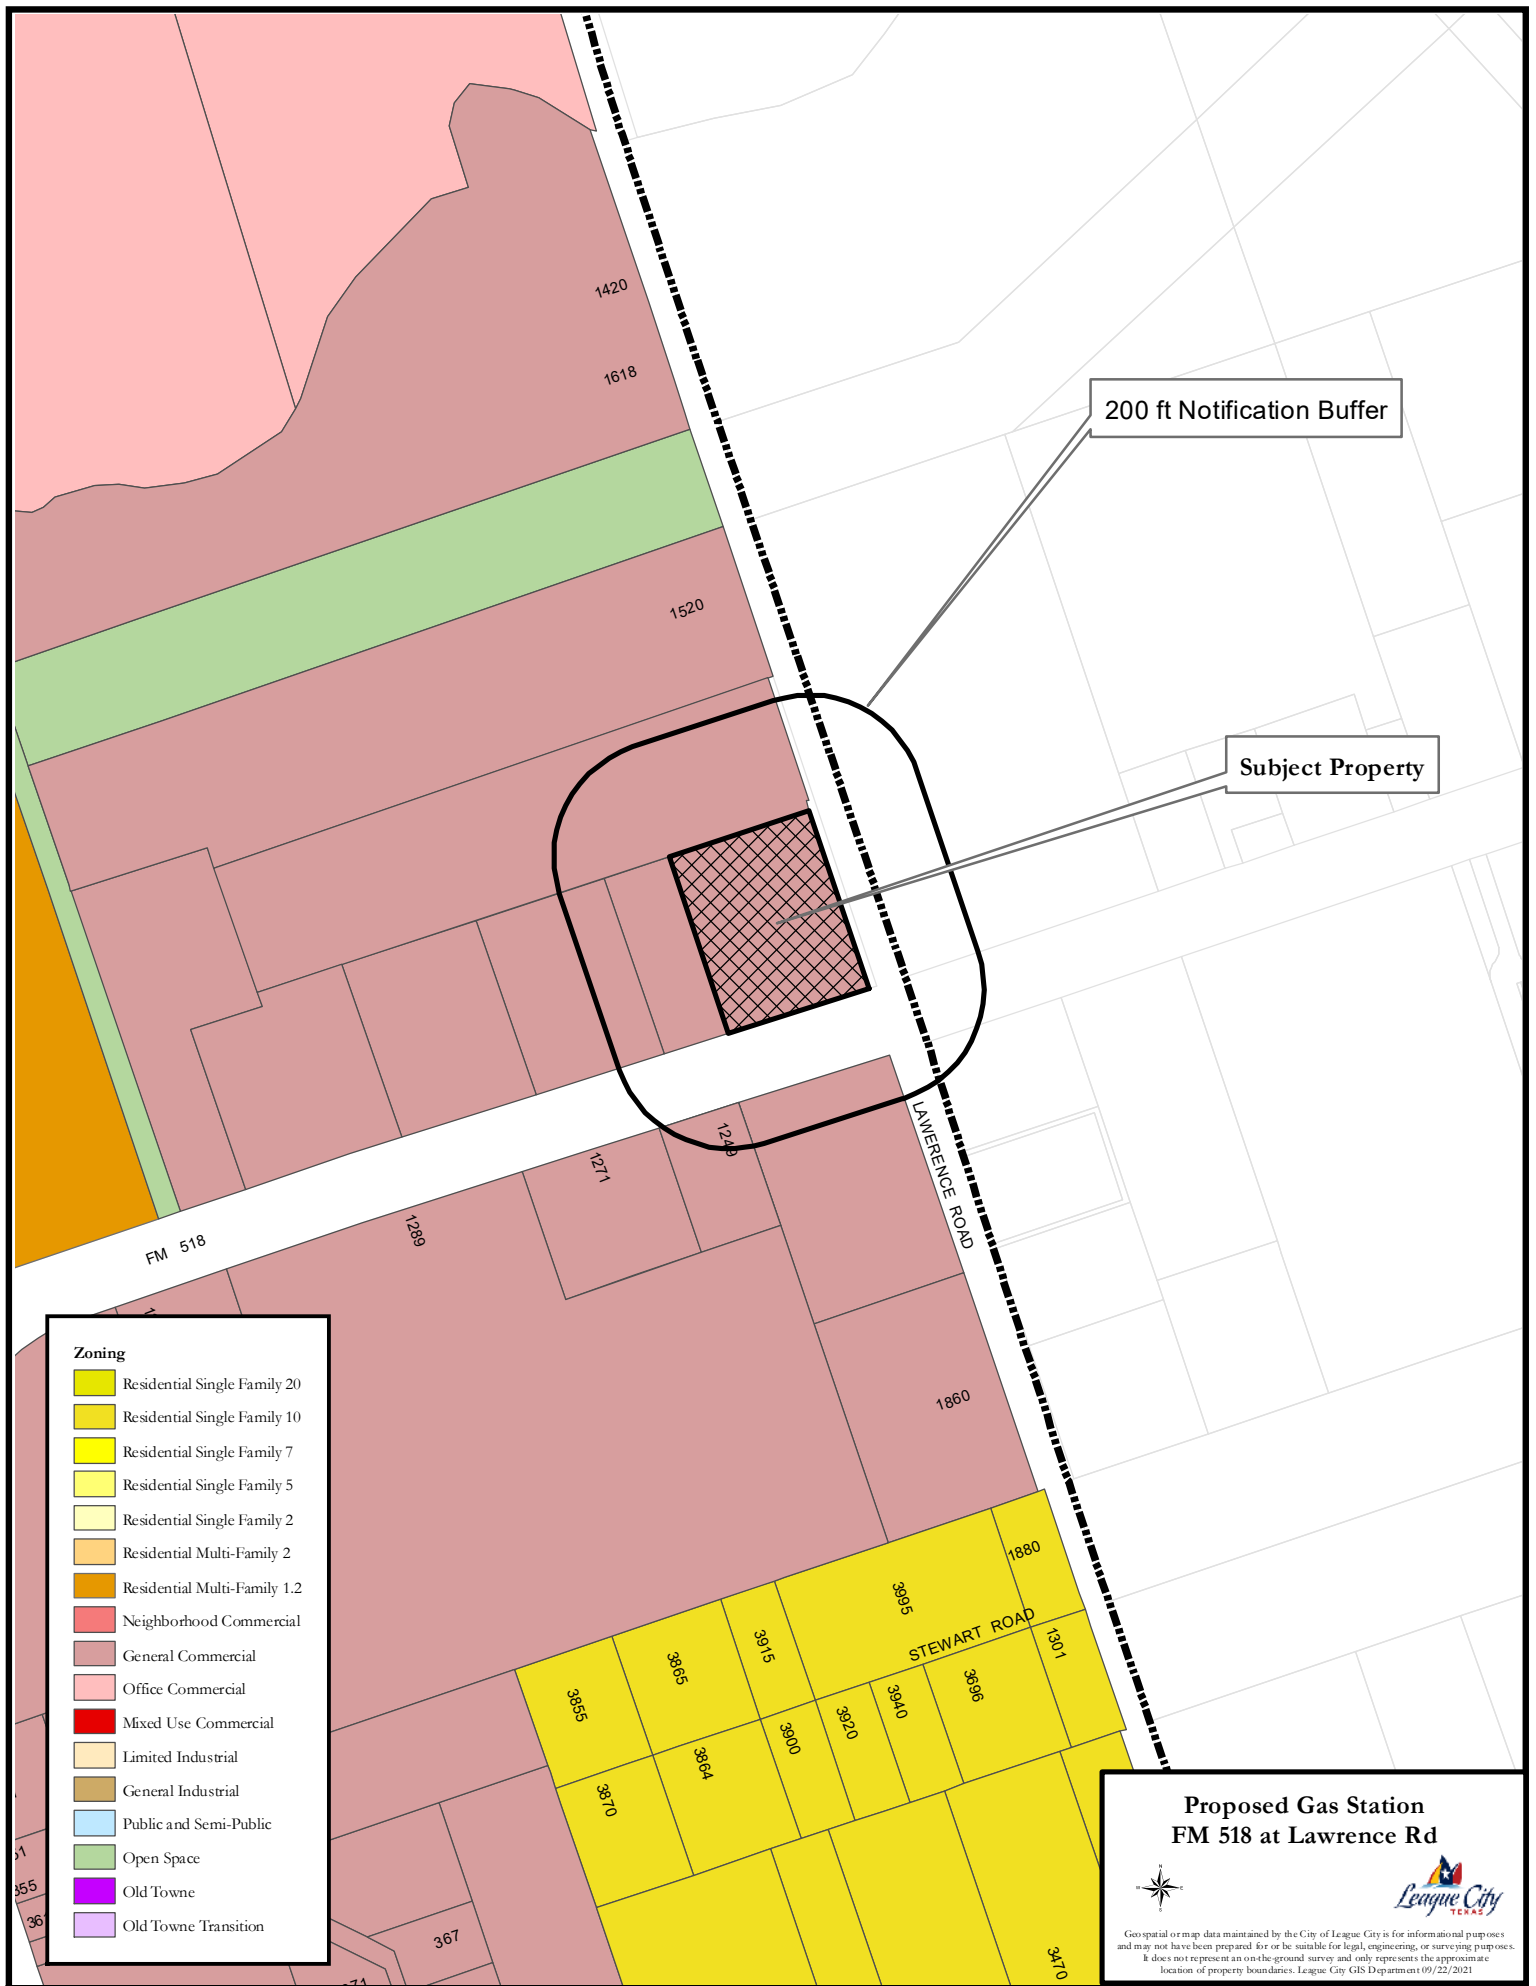 1420
1618
200 ft Notification Buffer
1520
Subject Property
1249
1271
LAWERENCE ROAD
1289
FM 518
1860
1880
3995
STEWART ROAD
1301
3915
3865
3855
3696
3940
3920
3900
3864
3870
3470
367
Zoning
Residential Single Family 20
Residential Single Family 10
Residential Single Family 7
Residential Single Family 5
Residential Single Family 2
Residential Multi-Family 2
Residential Multi-Family 1.2
Neighborhood Commercial
General Commercial
Office Commercial
Mixed Use Commercial
Limited Industrial
General Industrial
Public and Semi-Public
Open Space
Old Towne
Old Towne Transition
Proposed Gas Station
FM 518 at Lawrence Rd
N
W E
S
League City
TEXAS
Geospatial or map data maintained by the City of League City is for informational purposes
and may not have been prepared for or be suitable for legal, engineering, or surveying purposes.
It does not represent an on-the-ground survey and only represents the approximate
location of property boundaries. League City GIS Department 09/22/2021